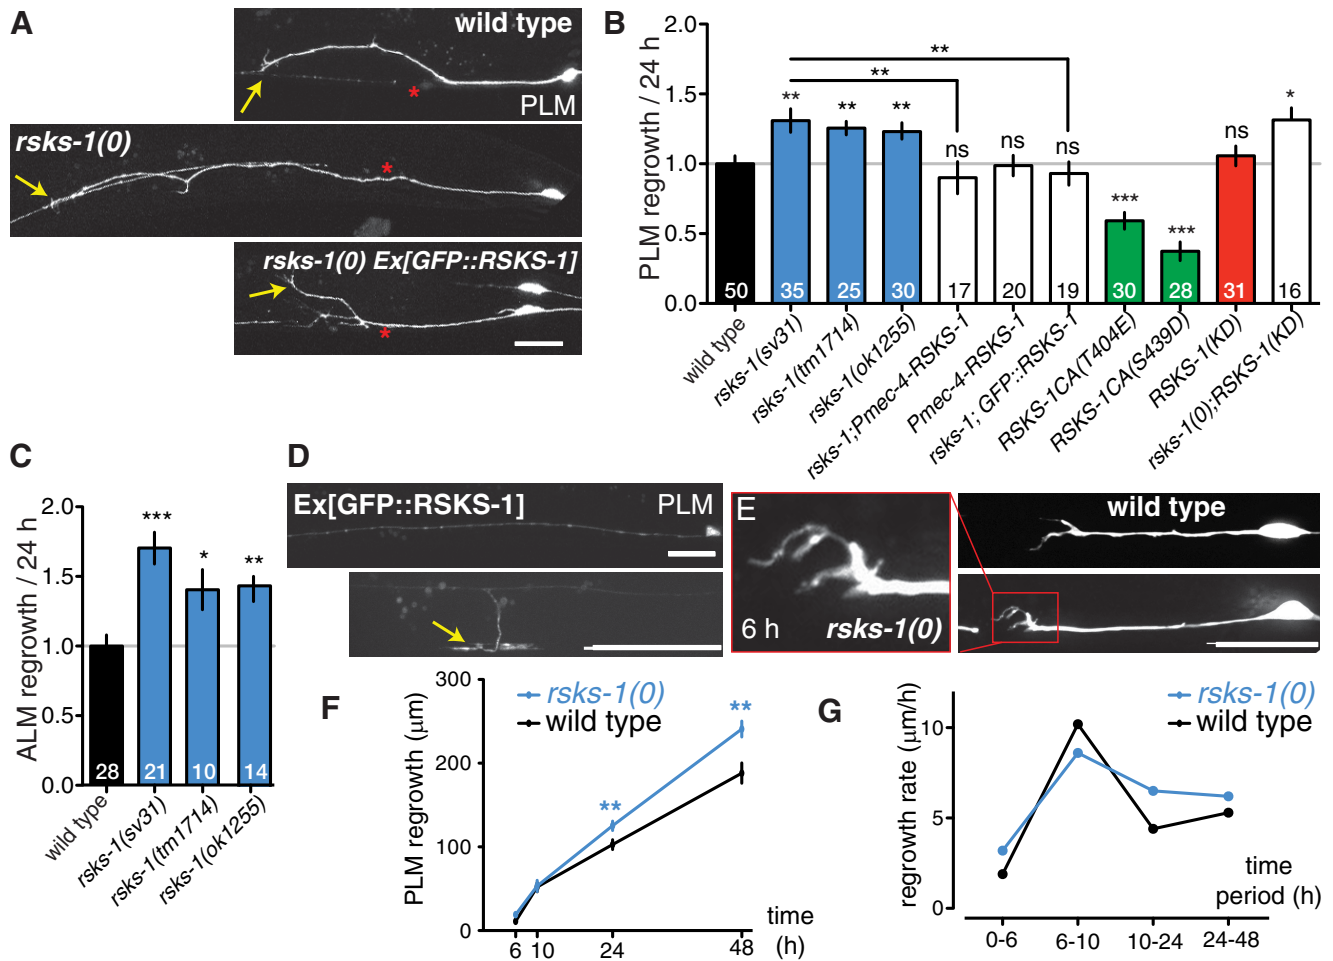 A
wild type
PLM
*
rsks-1(0)
*
rsks-1(0) Ex[GFP::RSKS-1]
*
B
PLM regrowth / 24 h
2.0
1.5
1.0
0.5
0.0
**
**
**
**
**
ns
ns
ns
***
***
ns
*
50
35
25
30
17
20
19
30
28
31
16
wild type
rsks-1(sv31)
rsks-1(tm1714)
rsks-1(ok1255)
rsks-1;Pmec-4-RSKS-1
Pmec-4-RSKS-1
rsks-1; GFP::RSKS-1
RSKS-1CA(T404E)
RSKS-1CA(S439D)
RSKS-1(KD)
rsks-1(0);RSKS-1(KD)
C
ALM regrowth / 24 h
2.0
1.5
1.0
0.5
0.0
***
*
**
28
21
10
14
wild type
rsks-1(sv31)
rsks-1(tm1714)
rsks-1(ok1255)
D
Ex[GFP::RSKS-1]
PLM
E
6 h
rsks-1(0)
wild type
F
PLM regrowth (µm)
300
200
100
0
rsks-1(0)
wild type
**
**
6 10 24 48
time
(h)
G
regrowth rate (µm/h)
10
5
0
rsks-1(0)
wild type
time
period (h)
0-6 6-10 10-24 24-48